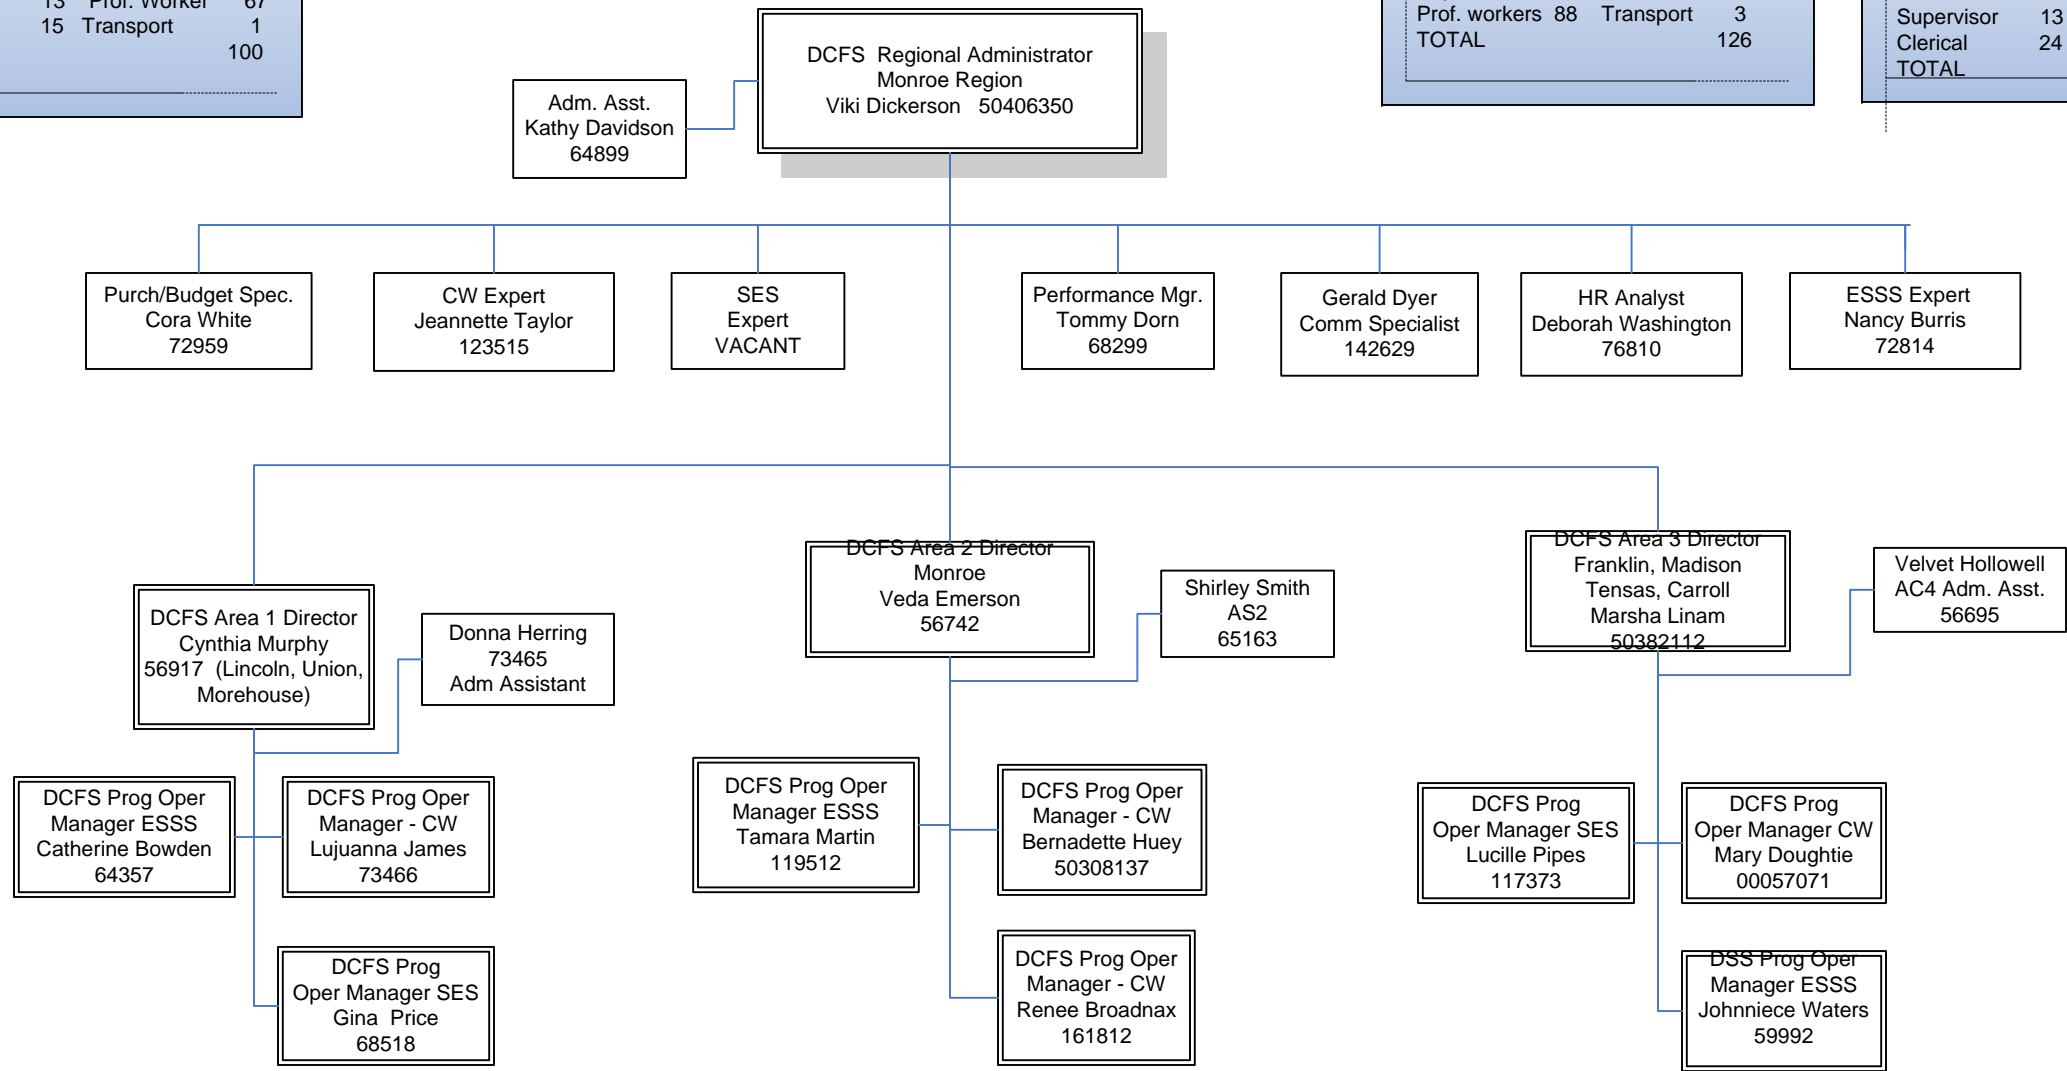 13 Prof. Worker 67
15 Transport 1
100
DCFS Regional Administrator
Monroe Region
Viki Dickerson 50406350
Prof. workers 88 Transport 3
TOTAL 126
Supervisor 13
Clerical 24
TOTAL
Adm. Asst.
Kathy Davidson
64899
Purch/Budget Spec.
Cora White
72959
CW Expert
Jeannette Taylor
123515
SES
Expert
VACANT
Performance Mgr.
Tommy Dorn
68299
Gerald Dyer
Comm Specialist
142629
HR Analyst
Deborah Washington
76810
ESSS Expert
Nancy Burris
72814
DCFS Area 1 Director
Cynthia Murphy
56917 (Lincoln, Union,
Morehouse)
Donna Herring
73465
Adm Assistant
DCFS Area 2 Director
Monroe
Veda Emerson
56742
Shirley Smith
AS2
65163
DCFS Area 3 Director
Franklin, Madison
Tensas, Carroll
Marsha Linam
50382112
Velvet Hollowell
AC4 Adm. Asst.
56695
DCFS Prog Oper
Manager ESSS
Catherine Bowden
64357
DCFS Prog Oper
Manager - CW
Lujuanna James
73466
DCFS Prog
Oper Manager SES
Gina Price
68518
DCFS Prog Oper
Manager ESSS
Tamara Martin
119512
DCFS Prog Oper
Manager - CW
Bernadette Huey
50308137
DCFS Prog Oper
Manager - CW
Renee Broadnax
161812
DCFS Prog
Oper Manager SES
Lucille Pipes
117373
DCFS Prog
Oper Manager CW
Mary Doughtie
00057071
DSS Prog Oper
Manager ESSS
Johnniece Waters
59992